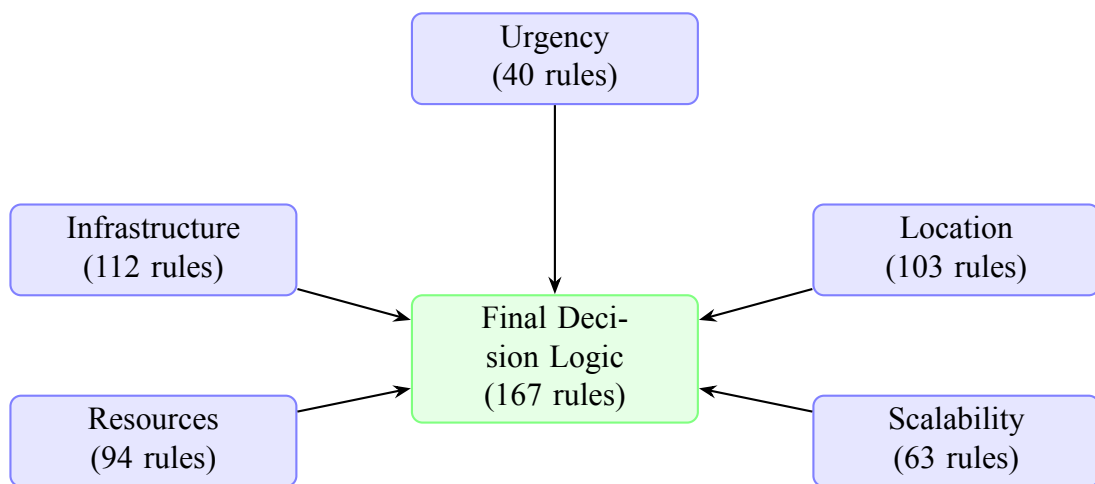 Urgency
(40 rules)
Infrastructure
(112 rules)
Location
(103 rules)
Final Deci-
sion Logic
(167 rules)
Resources
(94 rules)
Scalability
(63 rules)